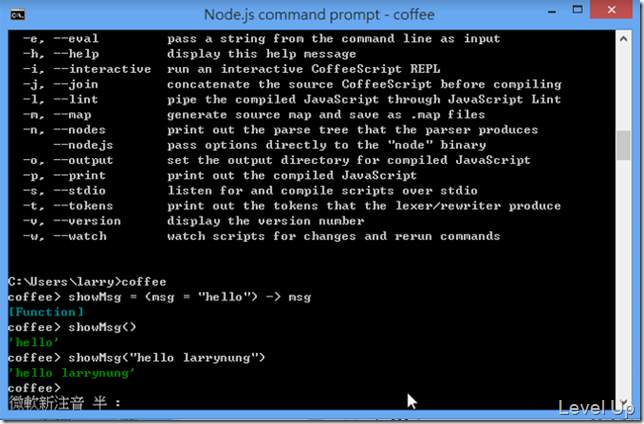 Node.js command prompt - coffee
-e, --eval pass a string from the command line as input
-h, --help display this help message
-i, --interactive run an interactive CoffeeScript REPL
-j, --join concatenate the source CoffeeScript before compiling
-l, --lint pipe the compiled JavaScript through JavaScript Lint
-m, --map generate source map and save as .map files
-n, --nodes print out the parse tree that the parser produces
--nodejs pass options directly to the "node" binary
-o, --output set the output directory for compiled JavaScript
-p, --print print out the compiled JavaScript
-s, --stdio listen for and compile scripts over stdio
-t, --tokens print out the tokens that the lexer/rewriter produce
-v, --version display the version number
-w, --watch watch scripts for changes and rerun commands
C:\Users\larry>coffee
coffee> showMsg = (msg = "hello") -> msg
[Function]
coffee> showMsg()
'hello'
coffee> showMsg("hello larrynung")
'hello larrynung'
coffee>
微軟新注音 半 :
Level Up